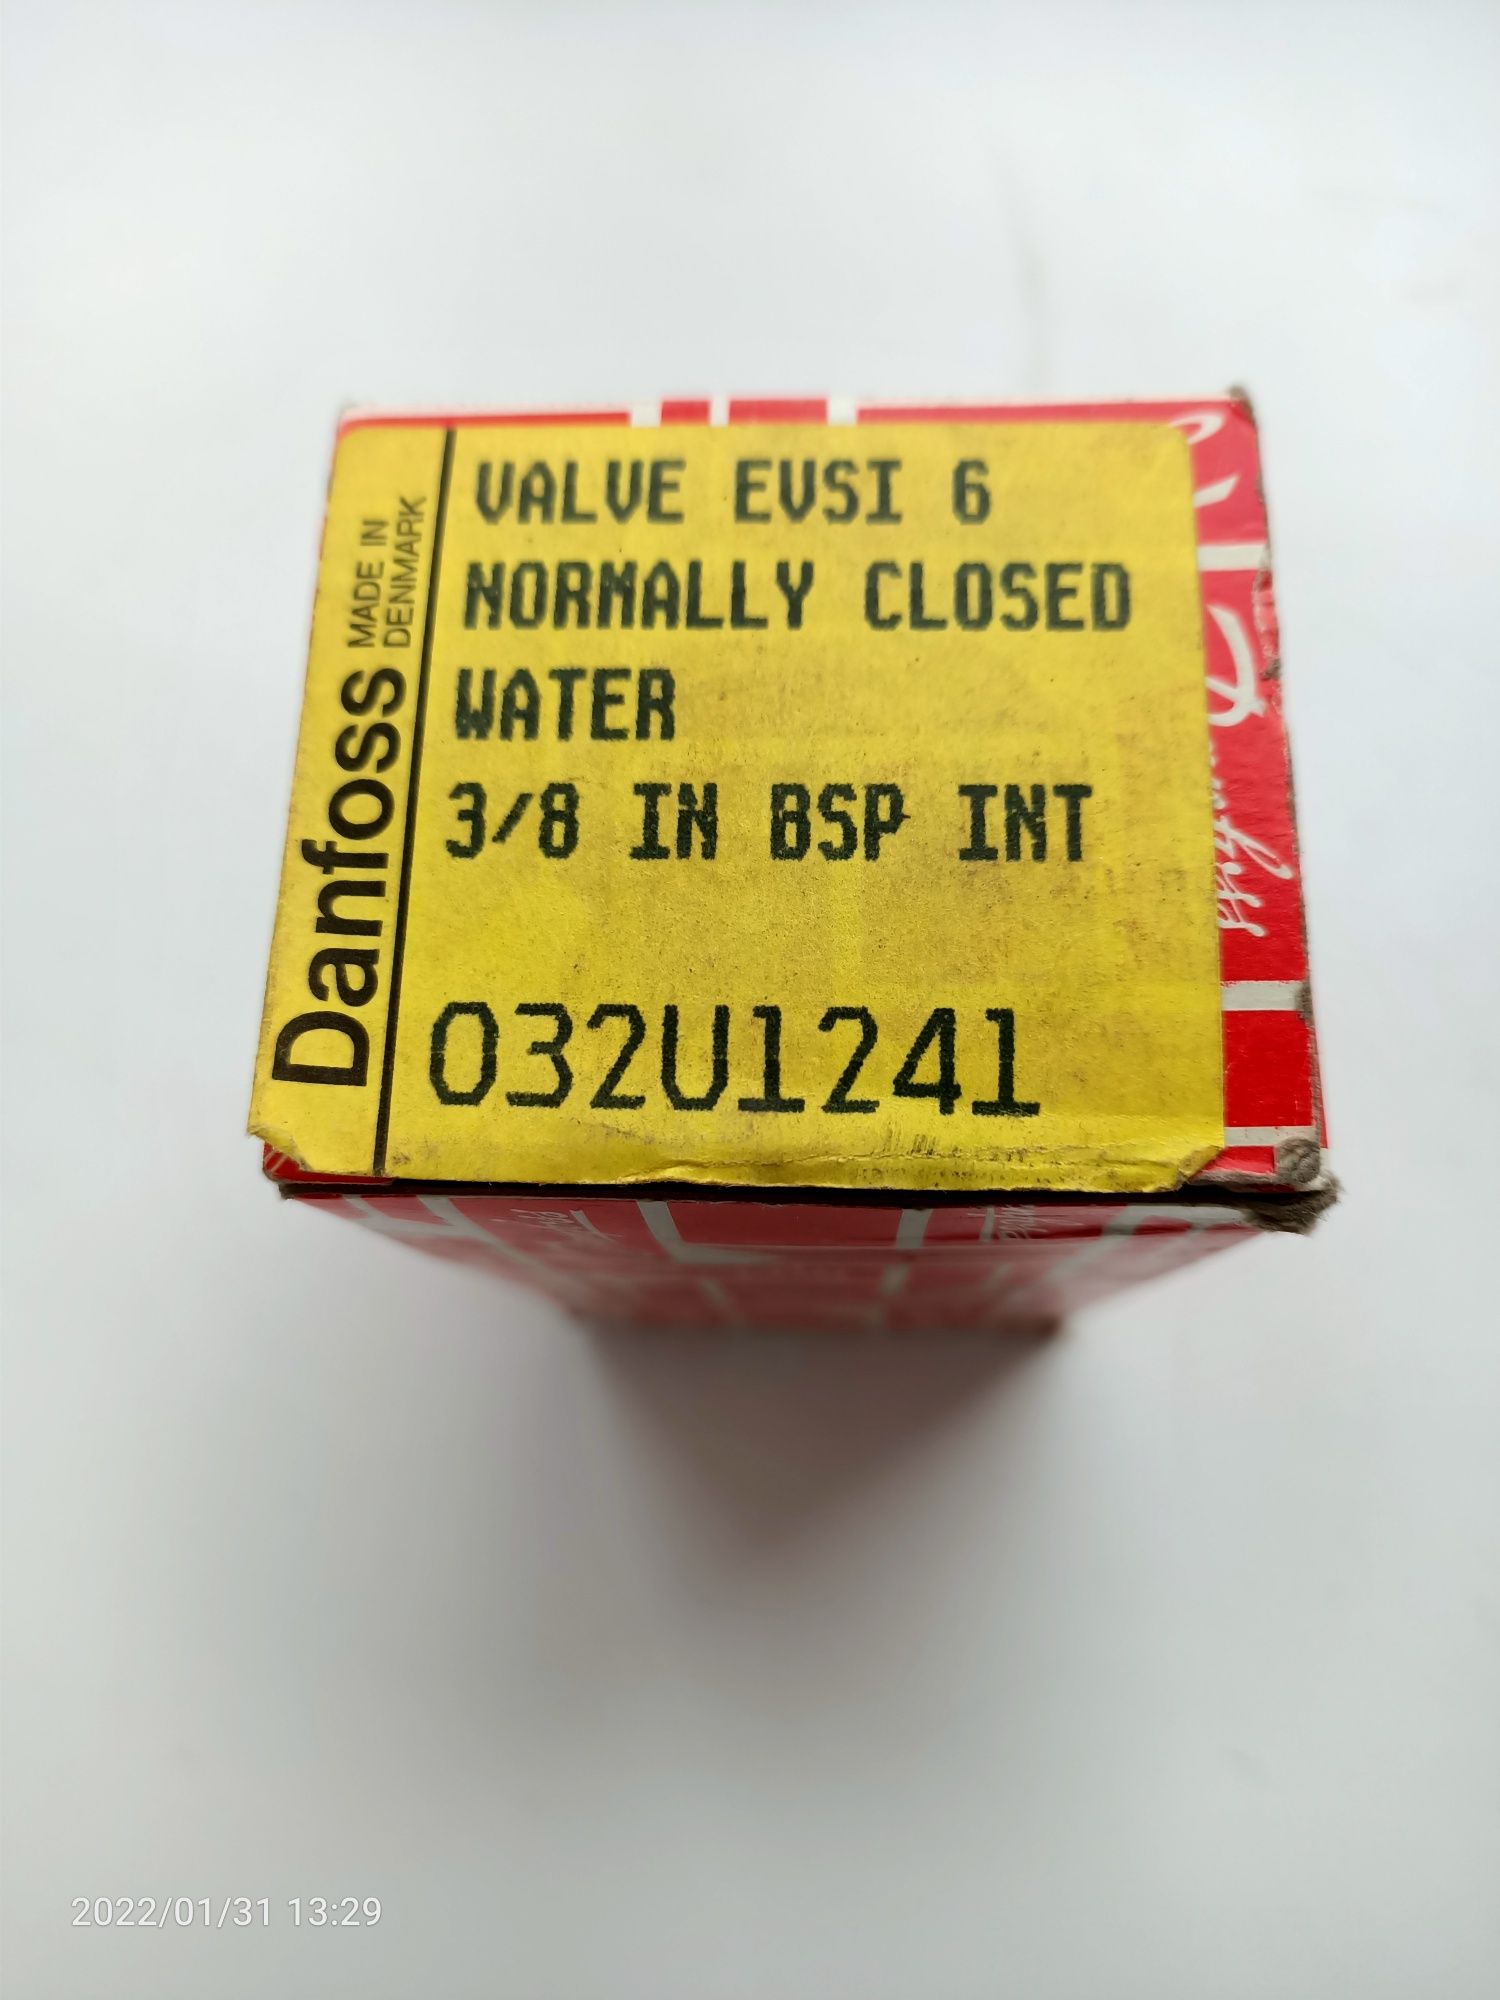 Danfoss
MADE IN
DENMARK
VALVE EVSI 6
NORMALLY CLOSED
WATER
3/8 IN BSP INT
032U1241
2022/01/31 13:29